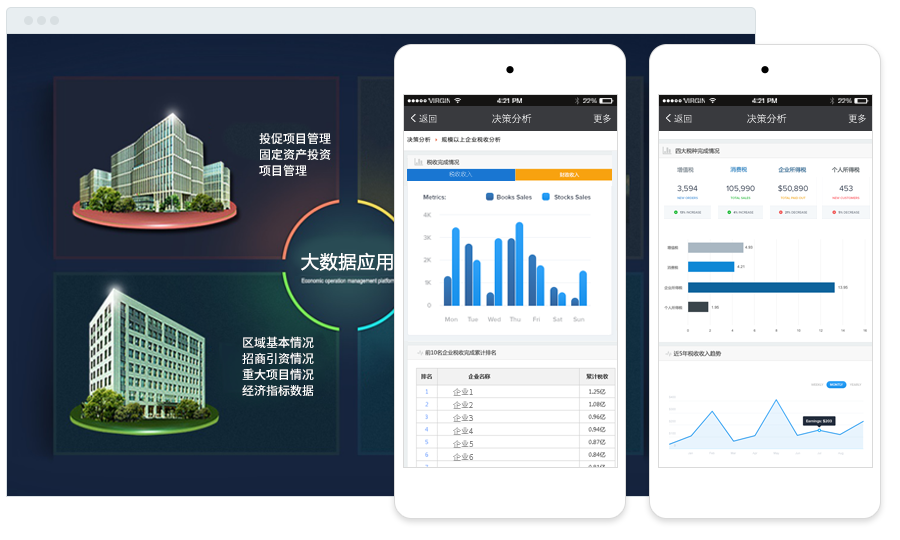 投促项目管理
固定资产投资
项目管理
大数据应用
Economic operation management platform
区域基本情况
招商引资情况
重大项目情况
经济指标数据
VIRGIN 4:21 PM 22%
返回 决策分析 更多
决策分析 规模以上企业税收分析
税收完成情况
税收收入 财政收入
Metrics: Books Sales Stocks Sales
4K
3K
2K
1K
0
Mon Tue Wed Thu Fri Sat Sun
前10名企业税收完成累计排名
排名 企业名称 累计税收
1 企业1 1.25亿
2 企业2 1.08亿
3 企业3 0.96亿
4 企业4 0.94亿
5 企业5 0.87亿
6 企业6 0.84亿
VIRGIN 4:21 PM 22%
返回 决策分析 更多
四大税种完成情况
增值税 消费税 企业所得税 个人所得税
3,594 105,990 $50,890 453
NEW ORDERS TOTAL SALES NEW CUSTOMERS
增值税 4.93
消费税 4.21
企业所得税
个人所得税
0 2 4 6 8 10 12 14 16
近5年税收收入趋势
WEEKLY MONTHLY YEARLY
Earnings: $203